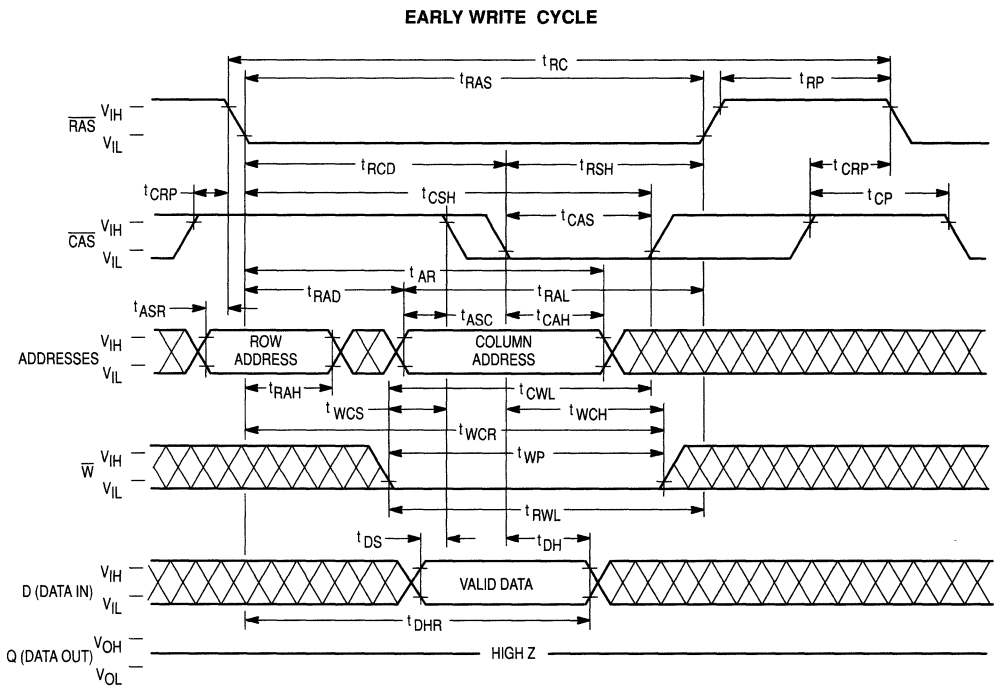 EARLY WRITE CYCLE
tRC
tRAS
tRP
RAS
VIH
VIL
tRCD
tRSH
tCRP
tCRP
tCSH
tCP
tCAS
CAS
VIH
VIL
tAR
tRAD
tRAL
tASR
tASC
tCAH
ADDRESSES
VIH
VIL
ROW ADDRESS
COLUMN ADDRESS
tRAH
tCWL
tWCS
tWCH
tWCR
W
VIH
VIL
tWP
tRWL
tDS
tDH
D (DATA IN)
VIH
VIL
VALID DATA
tDHR
Q (DATA OUT)
VOH
VOL
HIGH Z